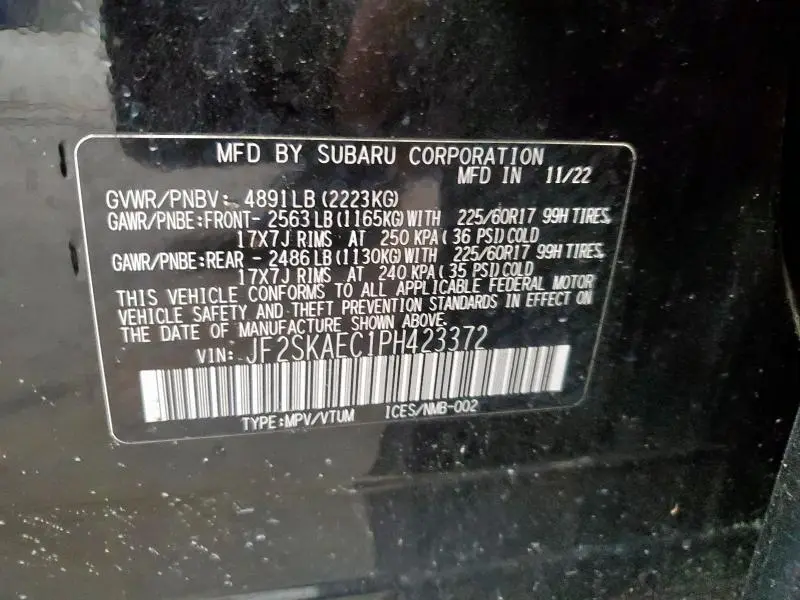 MFD BY SUBARU CORPORATION
MFD IN 11/22
GVWR/PNBV: 4891LB(2223KG)
GAWR/PNBE:FRONT- 2563LB(1165KG)WITH 225/60R17 99H TIRES,
17X7J RIMS AT 250 KPA(36 PSI)COLD
GAWR/PNBE:REAR - 2486LB(1130KG)WITH 225/60R17 99H TIRES,
17X7J RIMS AT 240 KPA(35 PSI)COLD
THIS VEHICLE CONFORMS TO ALL APPLICABLE FEDERAL MOTOR
VEHICLE SAFETY AND THEFT PREVENTION STANDARDS IN EFFECT ON
THE DATE OF MANUFACTURE SHOWN ABOVE.
VIN: JF2SKAEC1PH423372
TYPE:MPV/VTUM ICES/NMB-002